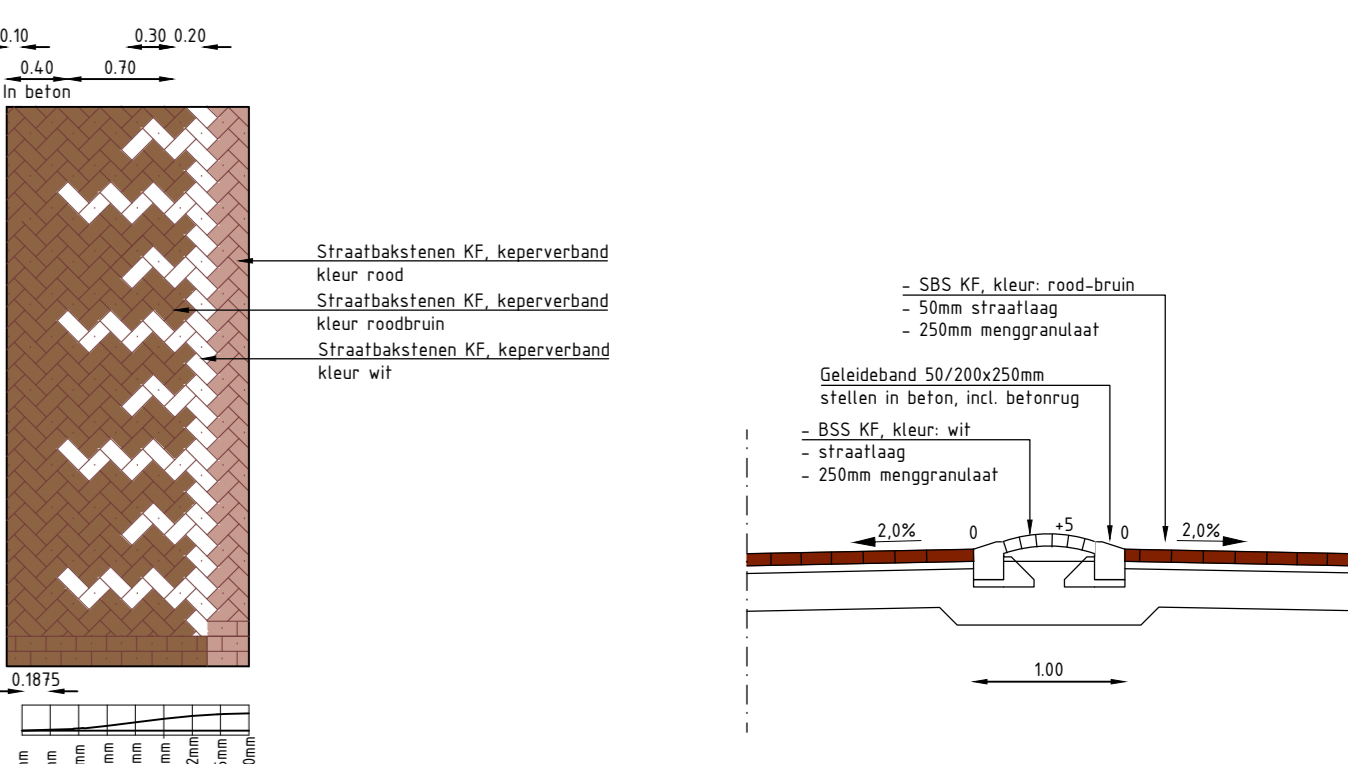 0.10
0.30 0.20
0.40
0.70
In beton
Straatbakstenen KF, keperverband
kleur rood
Straatbakstenen KF, keperverband
kleur roodbruin
Straatbakstenen KF, keperverband
kleur wit
0.1875
- SBS KF, kleur: rood-bruin
- 50mm straatlaag
- 250mm menggranulaat
Geleideband 50/200x250mm
stellen in beton, incl. betonrug
- BSS KF, kleur: wit
- straatlaag
- 250mm menggranulaat
2,0%
0
+5
0
2,0%
1.00